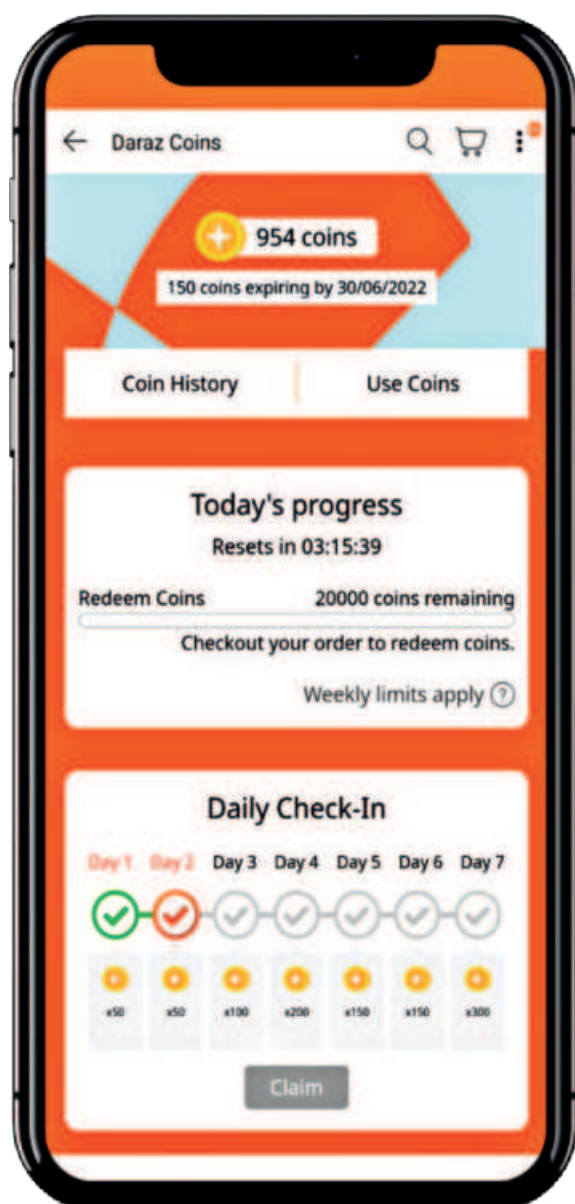 Daraz Coins
954 coins
150 coins expiring by 30/06/2022
Coin History Use Coins
Today's progress
Resets in 03:15:39
Redeem Coins 20000 coins remaining
Checkout your order to redeem coins.
Weekly limits apply ?
Daily Check-In
Day 1 Day 2 Day 3 Day 4 Day 5 Day 6 Day 7
x50 x50 x100 x200 x150 x150 x300
Claim